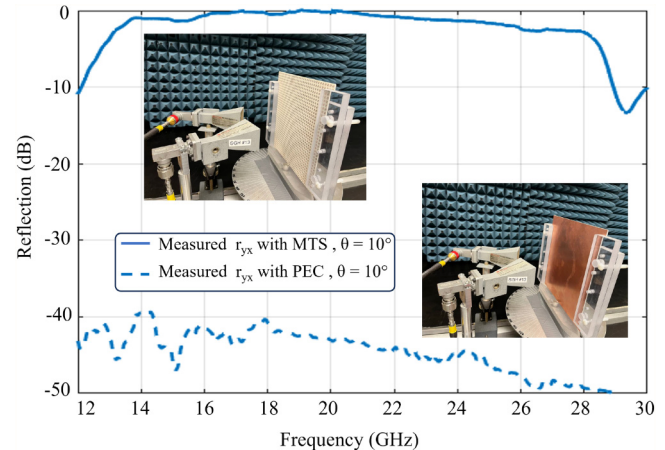 0
-10
-20
-30
-40
-50
Reflection (dB)
Measured r_yx with MTS , θ = 10°
Measured r_yx with PEC , θ = 10°
12 14 16 18 20 22 24 26 28 30
Frequency (GHz)